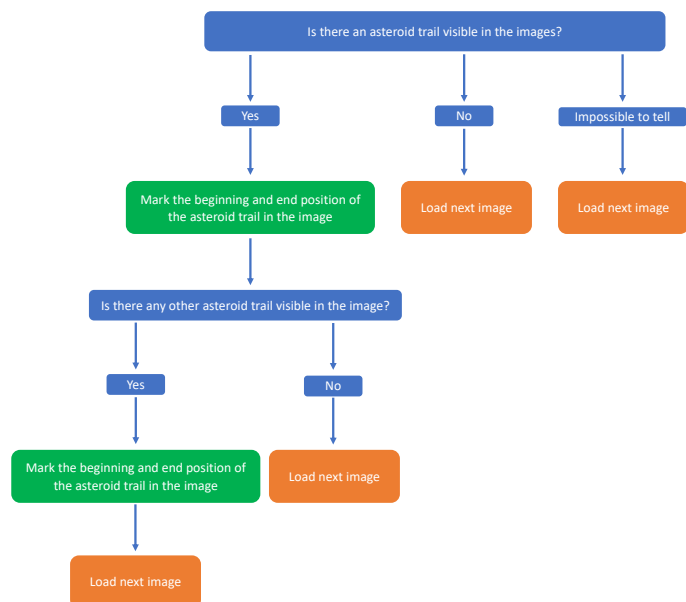 Is there an asteroid trail visible in the images?
Yes
No
Impossible to tell
Mark the beginning and end position of
the asteroid trail in the image
Load next image
Load next image
Is there any other asteroid trail visible in the image?
Yes
No
Mark the beginning and end position of
the asteroid trail in the image
Load next image
Load next image